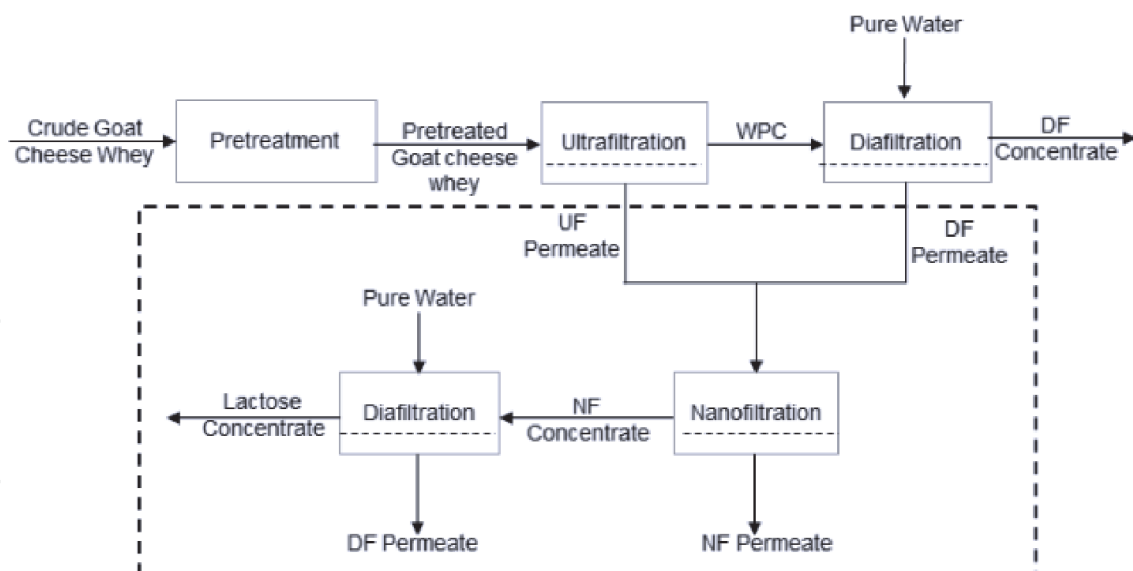 Pure Water
Crude Goat
Cheese Whey
Pretreatment
Pretreated
Goat cheese
whey
Ultrafiltration
WPC
Diafiltration
DF
Concentrate
UF
Permeate
DF
Permeate
Pure Water
Lactose
Concentrate
Diafiltration
NF
Concentrate
Nanofiltration
DF Permeate
NF Permeate